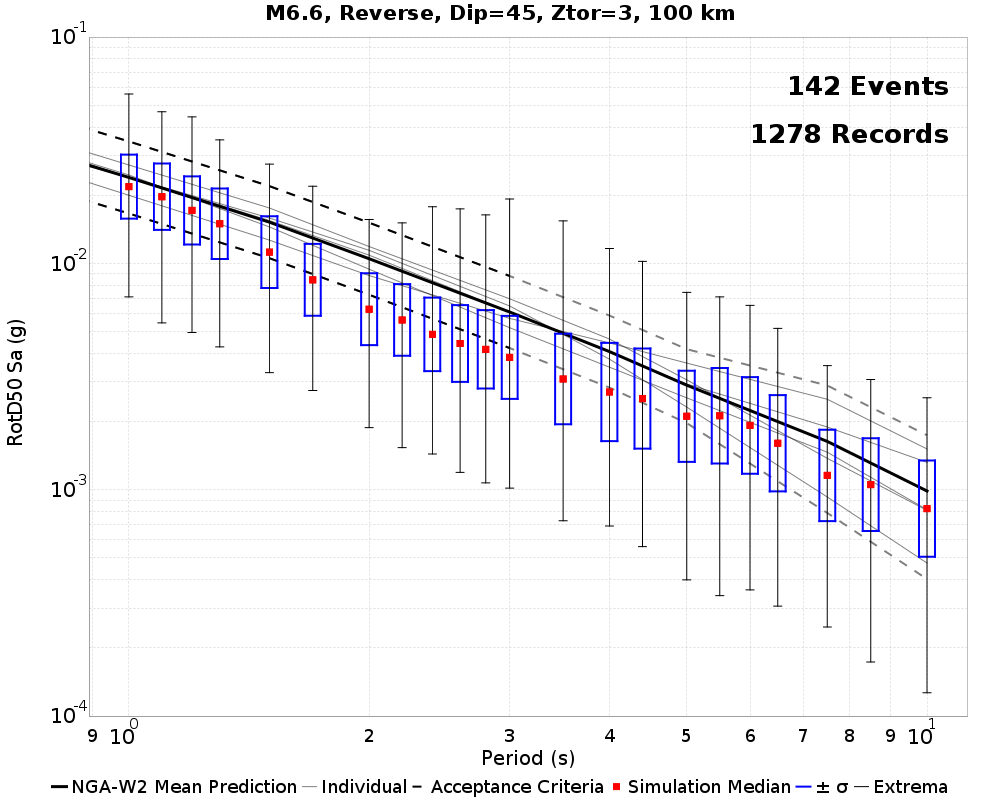 M6.6, Reverse, Dip=45, Ztor=3, 100 km
142 Events
1278 Records
RotD50 Sa (g)
10-1
10-2
10-3
10-4
9 100 2 3 4 5 6 7 8 9 101
Period (s)
NGA-W2 Mean Prediction Individual Acceptance Criteria Simulation Median ± σ Extrema